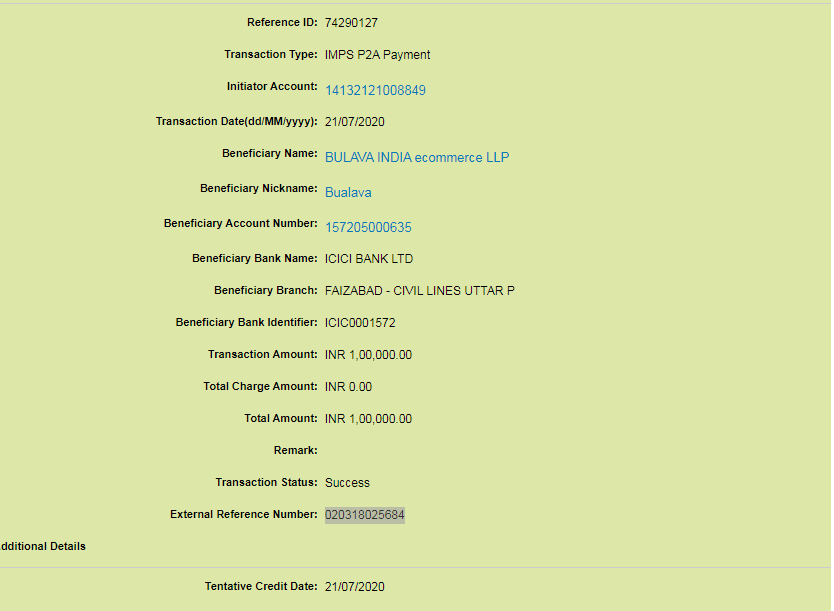 Reference ID: 74290127
Transaction Type: IMPS P2A Payment
Initiator Account: 14132121008849
Transaction Date(dd/MM/yyyy): 21/07/2020
Beneficiary Name: BULAVA INDIA ecommerce LLP
Beneficiary Nickname: Bualava
Beneficiary Account Number: 157205000635
Beneficiary Bank Name: ICICI BANK LTD
Beneficiary Branch: FAIZABAD - CIVIL LINES UTTAR P
Beneficiary Bank Identifier: ICIC0001572
Transaction Amount: INR 1,00,000.00
Total Charge Amount: INR 0.00
Total Amount: INR 1,00,000.00
Remark:
Transaction Status: Success
External Reference Number: 020318025684
dditional Details
Tentative Credit Date: 21/07/2020